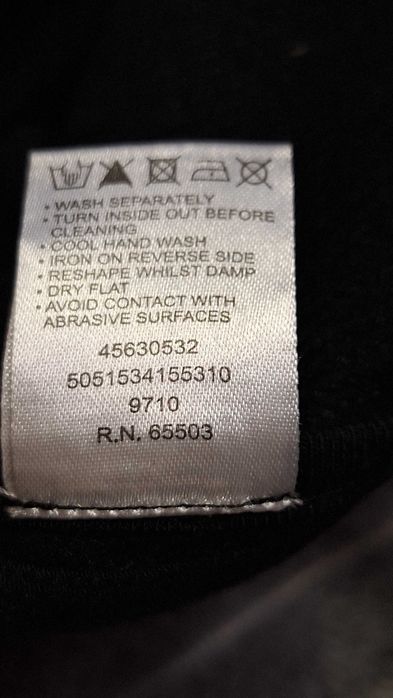 • WASH SEPARATELY
• TURN INSIDE OUT BEFORE
CLEANING
• COOL HAND WASH
• IRON ON REVERSE SIDE
• RESHAPE WHILST DAMP
• DRY FLAT
• AVOID CONTACT WITH
ABRASIVE SURFACES
45630532
5051534155310
9710
R.N. 65503